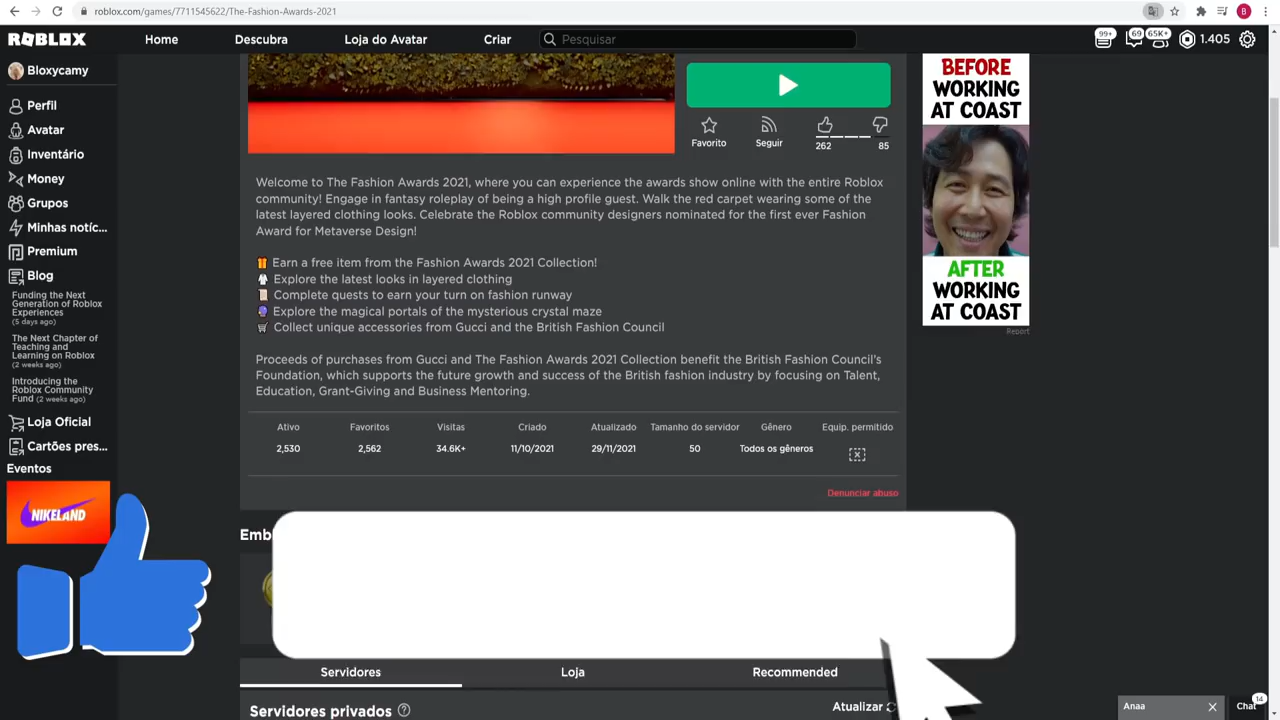 roblox.com/games/7711545622/The-Fashion-Awards-2021
B
ROBLOX
Home
Descubra
Loja do Avatar
Criar
Pesquisar
99+
69
65K+
1.405
Bloxycamy
Perfil
Avatar
Inventário
Money
Grupos
Minhas notíc...
Premium
Blog
Funding the Next
Generation of Roblox
Experiences
(5 days ago)
The Next Chapter of
Teaching and
Learning on Roblox
(2 weeks ago)
Introducing the
Roblox Community
Fund (2 weeks ago)
Loja Oficial
Cartões pres...
Eventos
NIKELAND
Favorito
Seguir
262
85
Welcome to The Fashion Awards 2021, where you can experience the awards show online with the entire Roblox
community! Engage in fantasy roleplay of being a high profile guest. Walk the red carpet wearing some of the
latest layered clothing looks. Celebrate the Roblox community designers nominated for the first ever Fashion
Award for Metaverse Design!
Earn a free item from the Fashion Awards 2021 Collection!
Explore the latest looks in layered clothing
Complete quests to earn your turn on fashion runway
Explore the magical portals of the mysterious crystal maze
Collect unique accessories from Gucci and the British Fashion Council
Proceeds of purchases from Gucci and The Fashion Awards 2021 Collection benefit the British Fashion Council's
Foundation, which supports the future growth and success of the British fashion industry by focusing on Talent,
Education, Grant-Giving and Business Mentoring.
Ativo Favoritos Visitas Criado Atualizado Tamanho do servidor Gênero Equip. permitido
2,530 2,562 34.6K+ 11/10/2021 29/11/2021 50 Todos os gêneros
Denunciar abuso
Emb
Servidores
Loja
Recommended
Servidores privados
Atualizar
BEFORE
WORKING
AT COAST
AFTER
WORKING
AT COAST
Report
Anaa
Chat
14